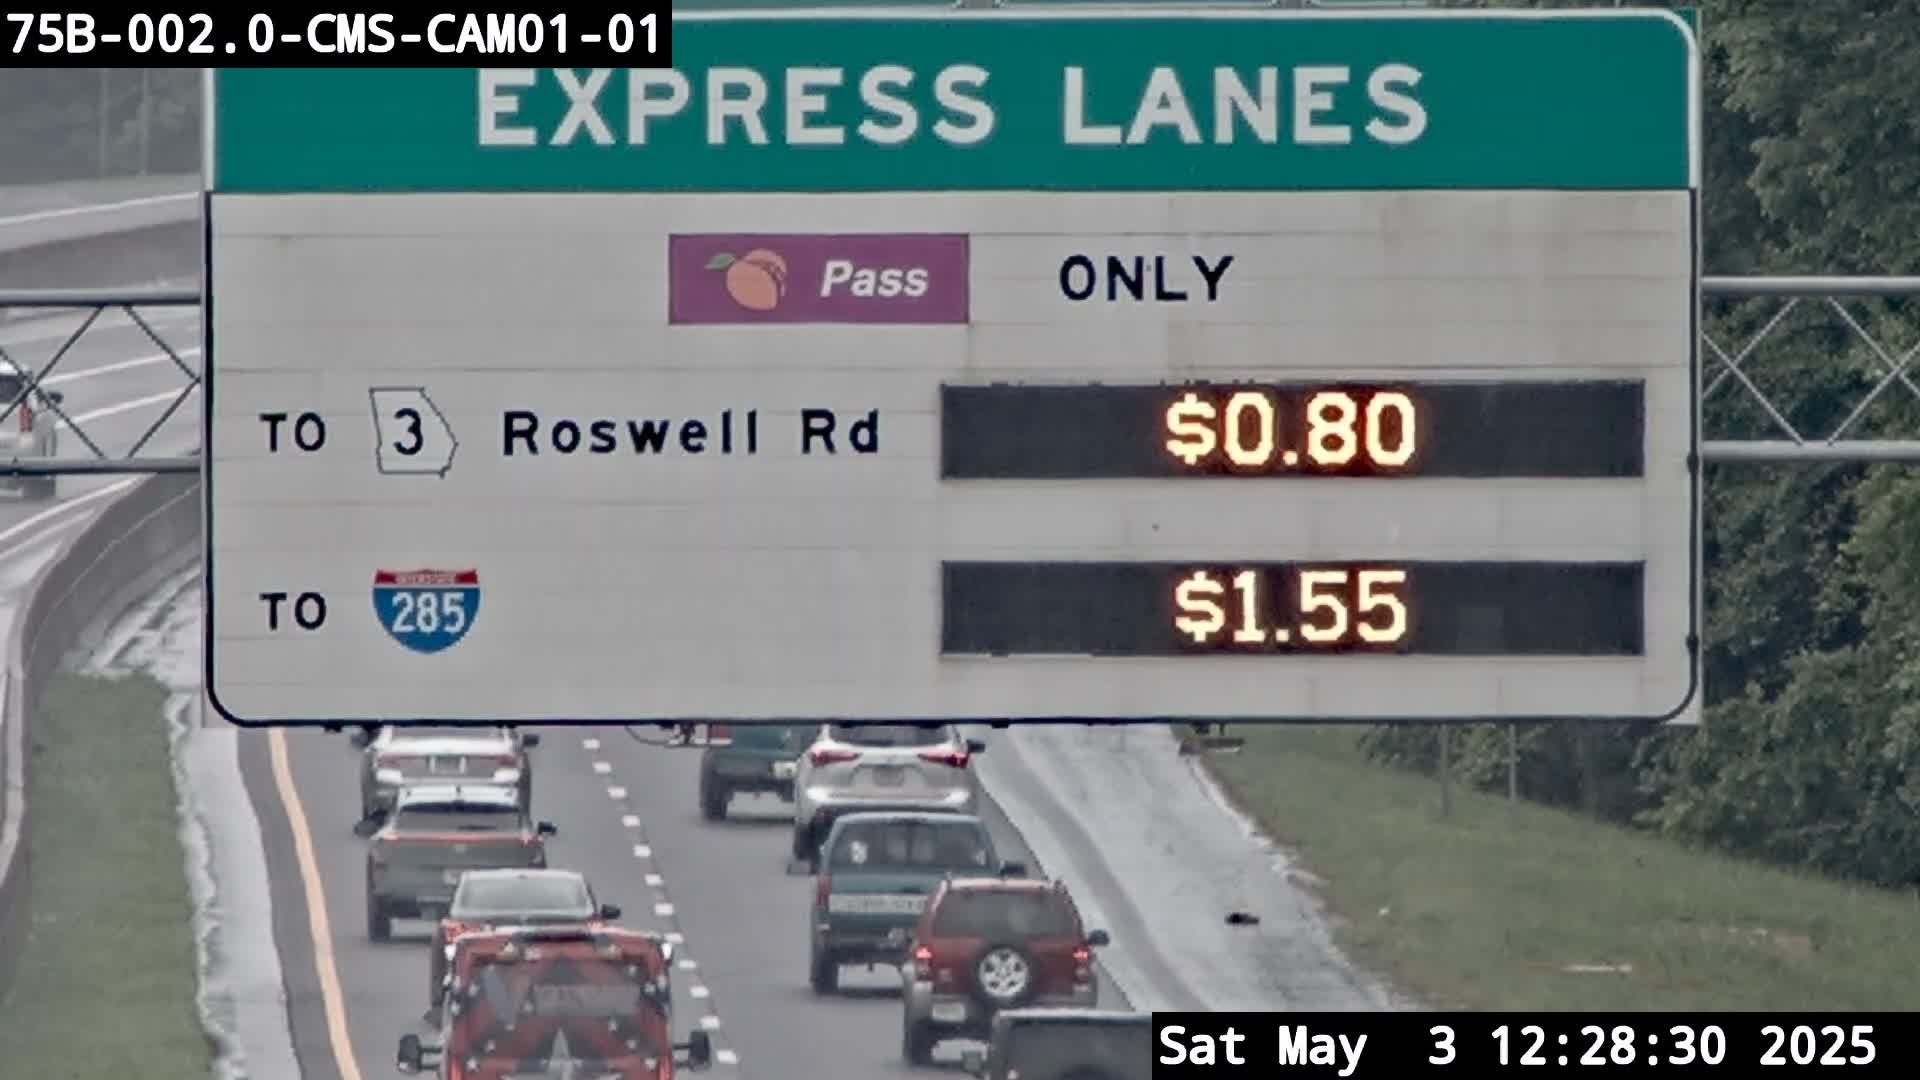 75B-002.0-CMS-CAM01-01
EXPRESS LANES
Pass ONLY
TO 3 Roswell Rd $0.80
TO 285 $1.55
Sat May 3 12:28:30 2025